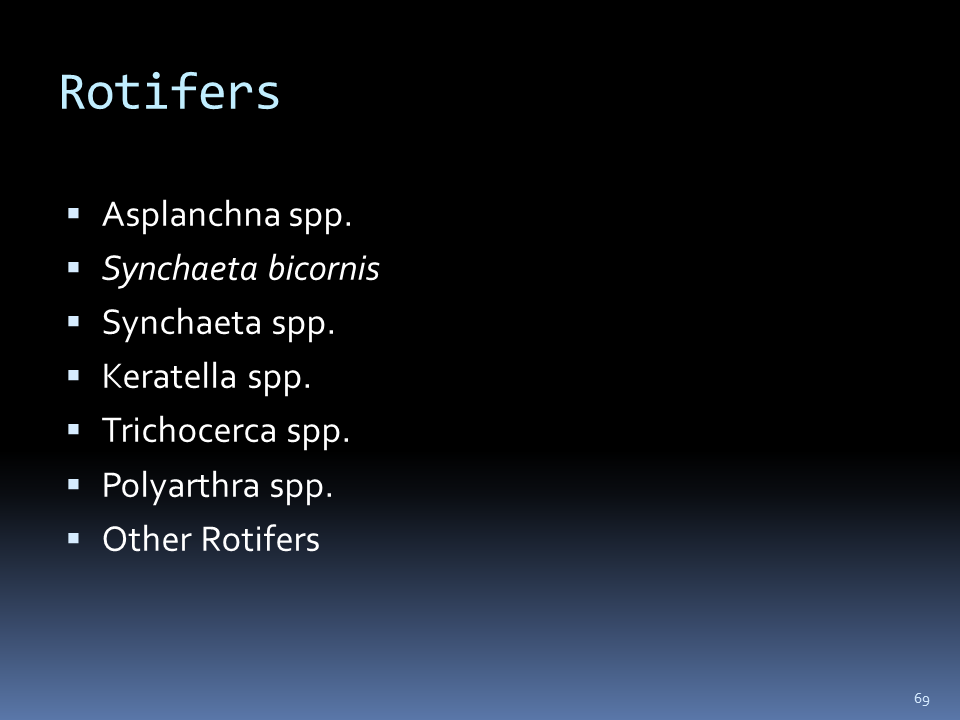 Rotifers
▪ Asplanchna spp.
▪ Synchaeta bicornis
▪ Synchaeta spp.
▪ Keratella spp.
▪ Trichocerca spp.
▪ Polyarthra spp.
▪ Other Rotifers
69